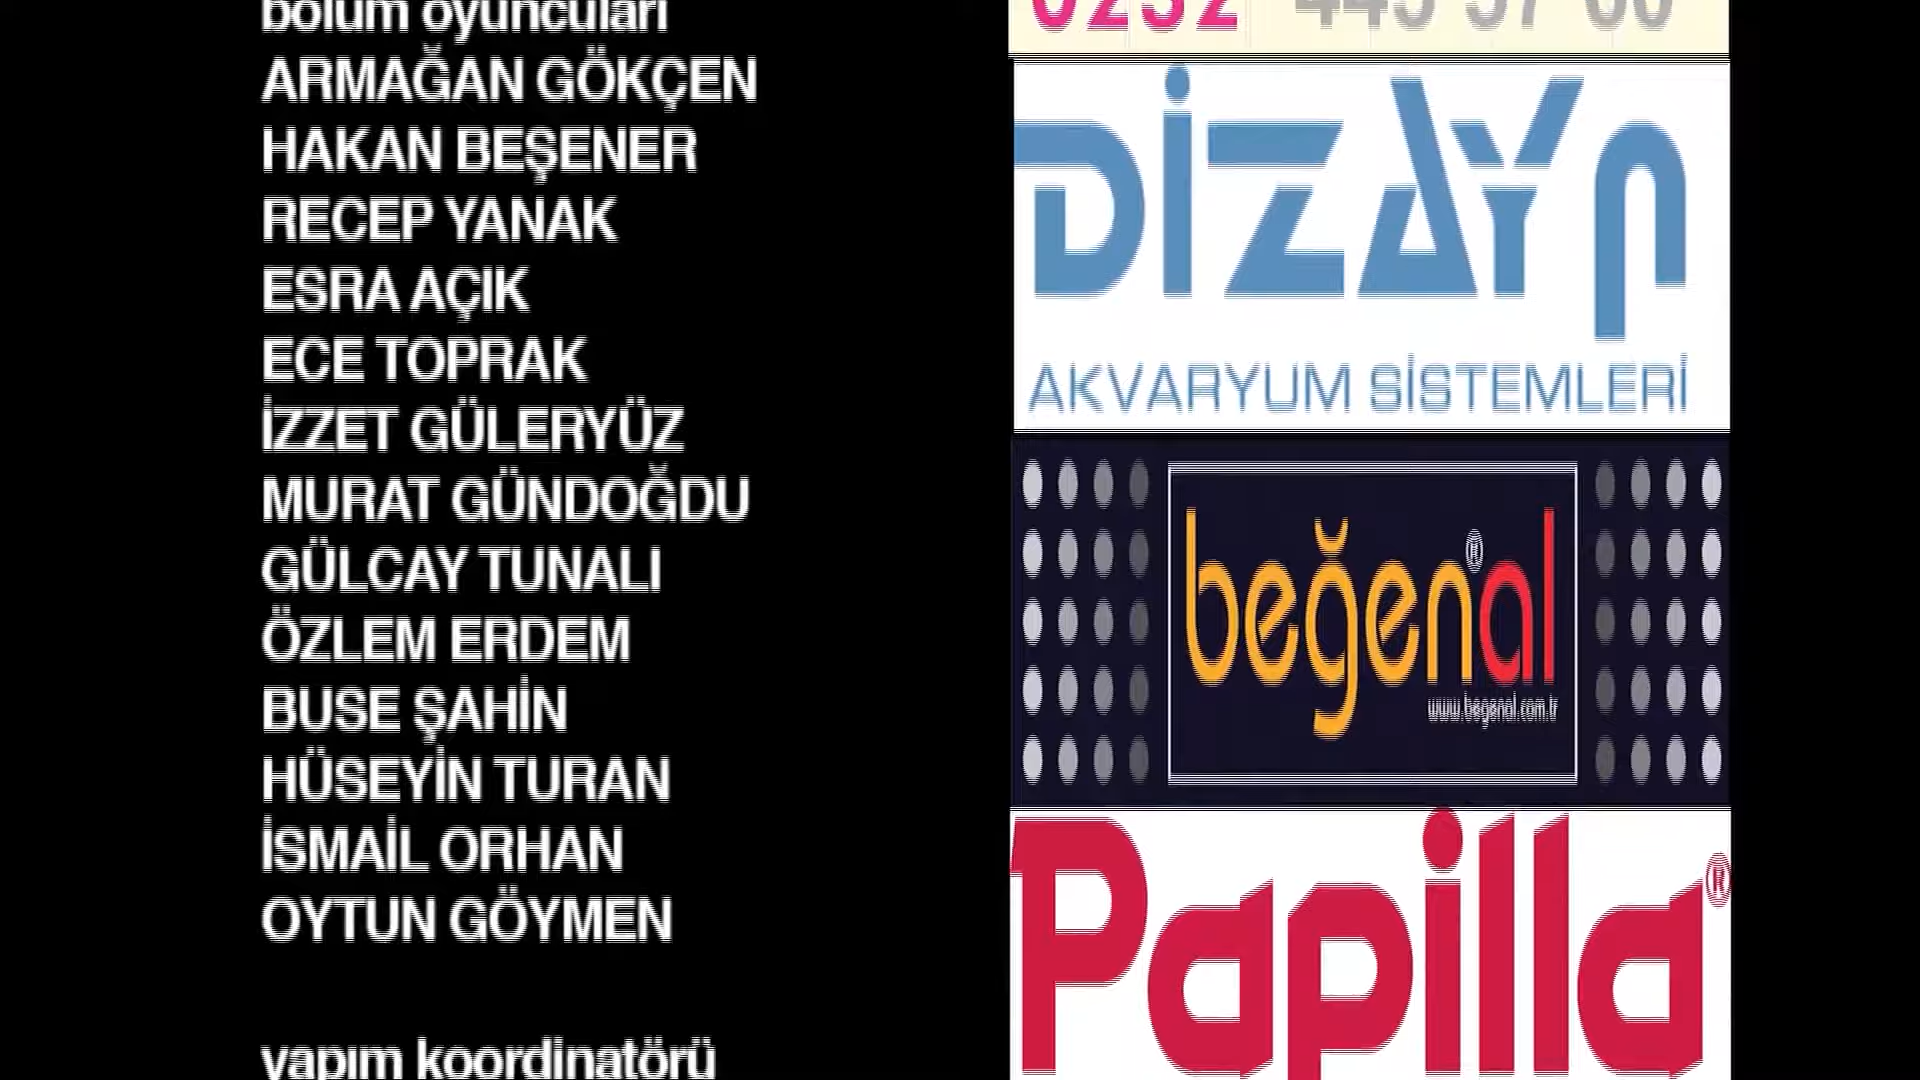 bölüm oyuncuları
ARMAĞAN GÖKÇEN
HAKAN BEŞENER
RECEP YANAK
ESRA AÇIK
ECE TOPRAK
İZZET GÜLERYÜZ
MURAT GÜNDOĞDU
GÜLCAY TUNALI
ÖZLEM ERDEM
BUSE ŞAHİN
HÜSEYİN TURAN
İSMAİL ORHAN
OYTUN GÖYMEN
yapım koordinatörü
0232
DİZAYN
AKVARYUM SİSTEMLERİ
beğenal®
www.begenal.com.tr
Papilla®